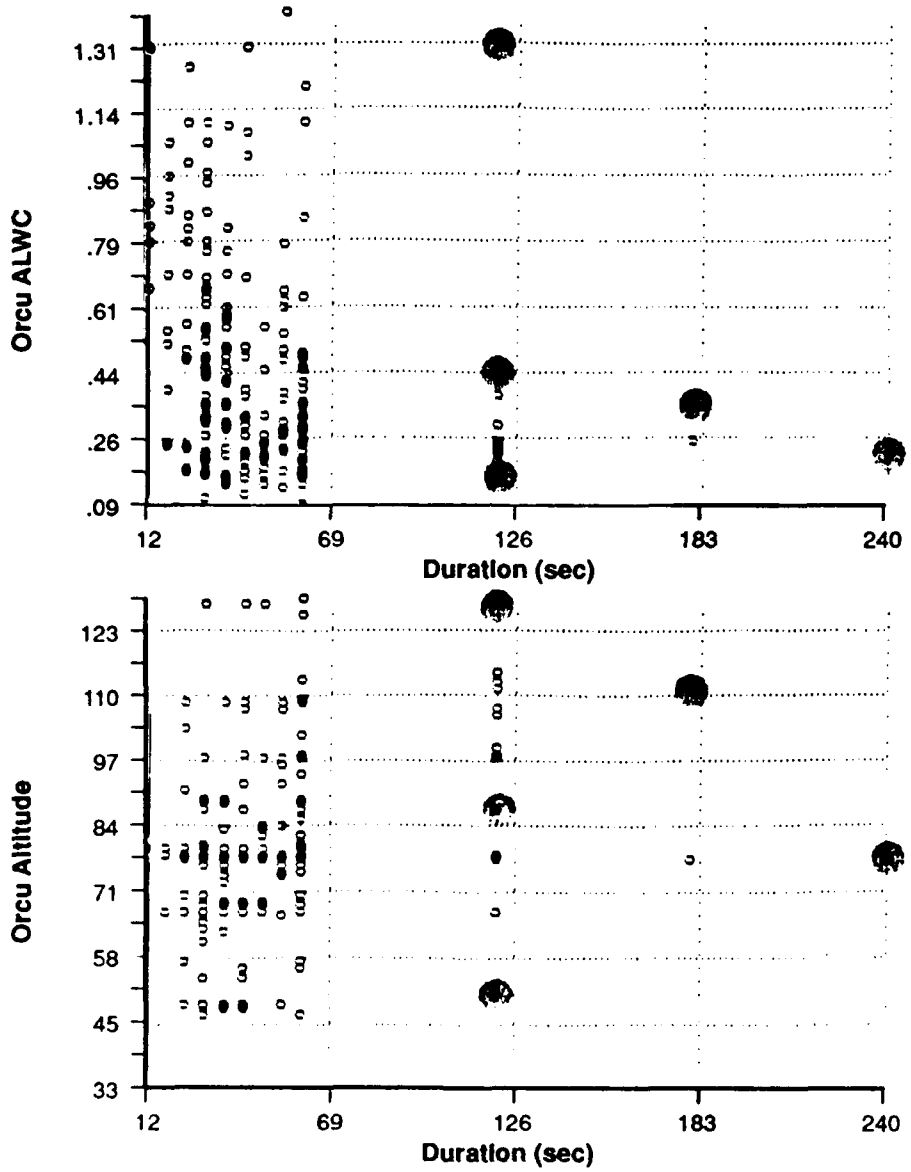 1.31
1.14
.96
.79
.61
.44
.26
.09
Orcu ALWC
12 69 126 183 240
Duration (sec)
123
110
97
84
71
58
45
33
Orcu Altitude
12 69 126 183 240
Duration (sec)